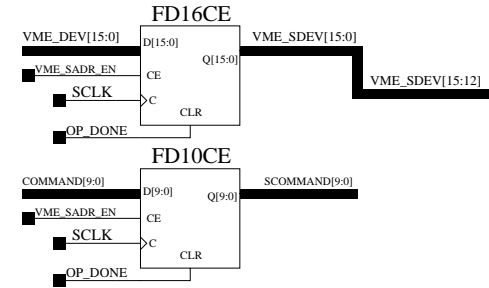 FD16CE
VME_DEV[15:0]
D[15:0]
VME_SDEV[15:0]
Q[15:0]
VME_SADR_EN
CE
VME_SDEV[15:12]
SCLK
C
CLR
OP_DONE
FD10CE
COMMAND[9:0]
D[9:0]
Q[9:0]
SCOMMAND[9:0]
VME_SADR_EN
CE
SCLK
C
CLR
OP_DONE